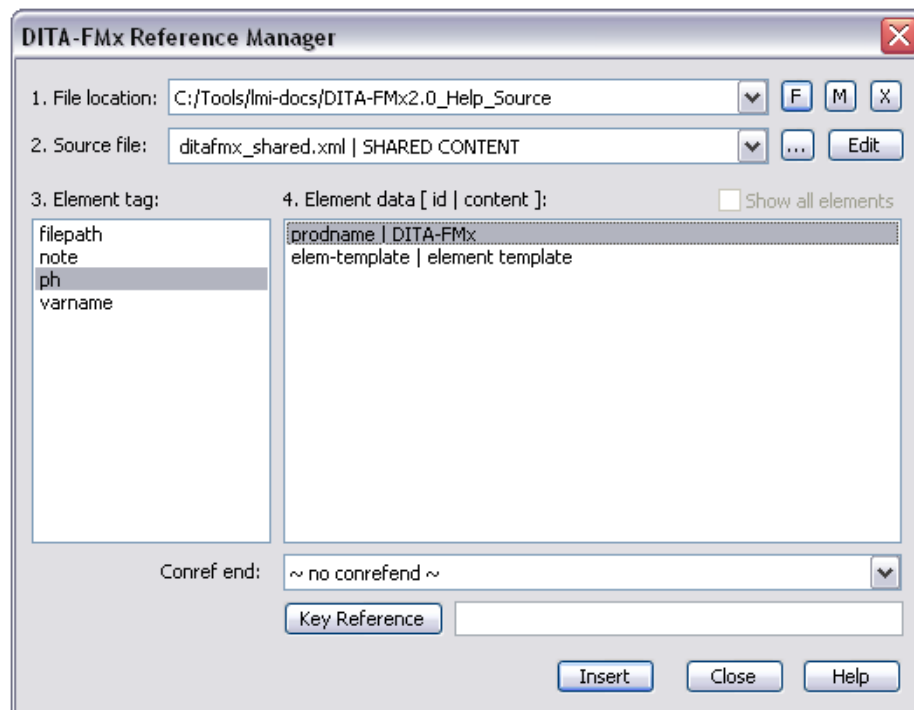 DITA-FMx Reference Manager
1. File location: C:/Tools/lmi-docs/DITA-FMx2.0_Help_Source F M X
2. Source file: ditafmx_shared.xml | SHARED CONTENT ... Edit
3. Element tag: 4. Element data [ id | content ]: Show all elements
filepath prodname | DITA-FMx
note elem-template | element template
ph
varname
Conref end: ~ no conrefend ~
Key Reference
Insert Close Help